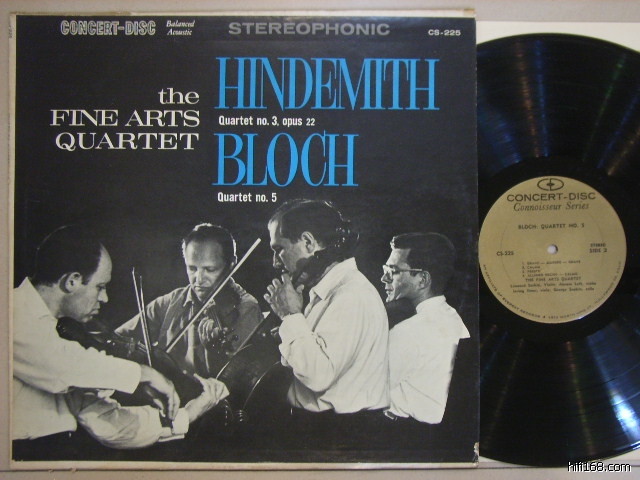 CONCERT-DISC Balanced Acoustic STEREOPHONIC CS-225
the
FINE ARTS
QUARTET
HINDEMITH
Quartet no. 3, opus 22
BLOCH
Quartet no. 5
CONCERT-DISC
Connoisseur Series
BLOCH: QUARTET NO. 5
CS-225
STEREO
SIDE 2
THE FINE ARTS QUARTET
hifi168.com